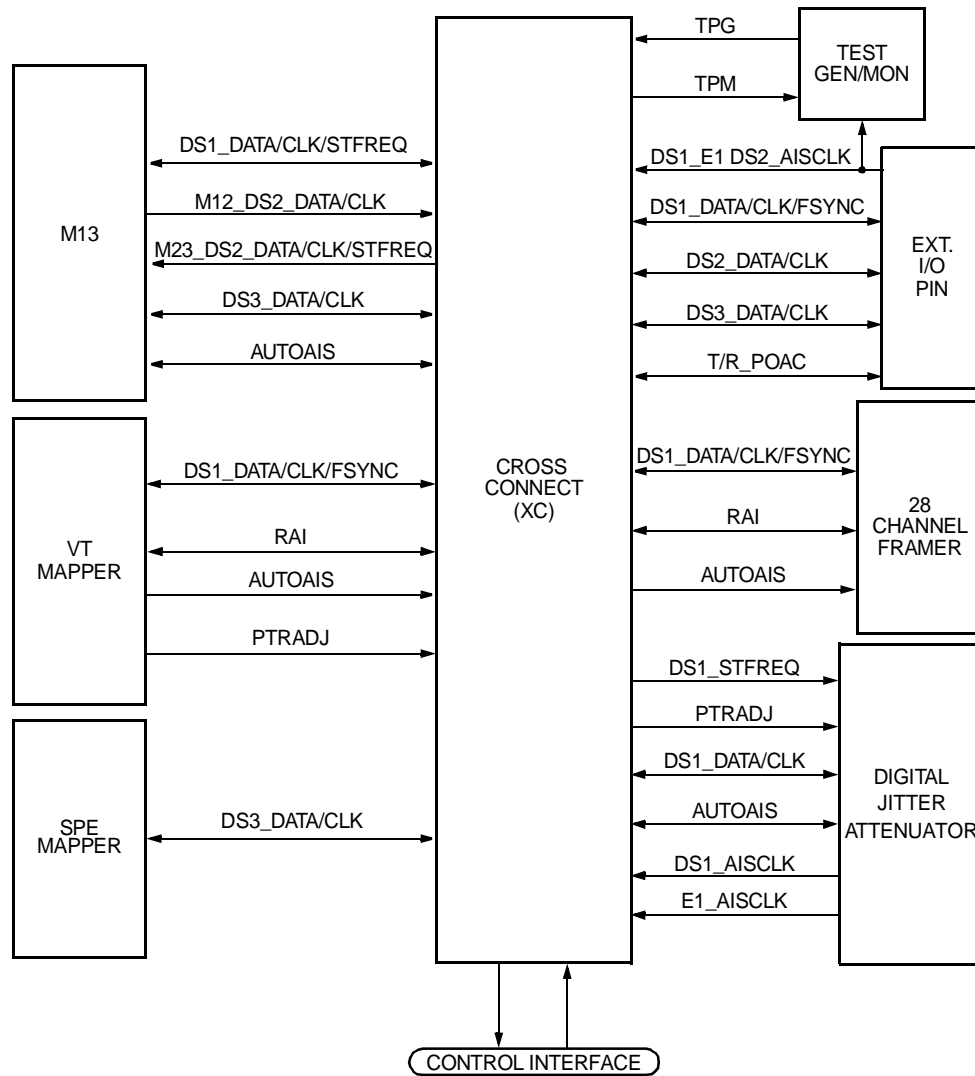 TPG
TEST
GEN/MON
TPM
M13
DS1_DATA/CLK/STFREQ
M12_DS2_DATA/CLK
M23_DS2_DATA/CLK/STFREQ
DS3_DATA/CLK
AUTOAIS
DS1_E1 DS2_AISCLK
DS1_DATA/CLK/FSYNC
DS2_DATA/CLK
DS3_DATA/CLK
T/R_POAC
EXT.
I/O
PIN
CROSS
CONNECT
(XC)
VT
MAPPER
DS1_DATA/CLK/FSYNC
RAI
AUTOAIS
PTRADJ
DS1_DATA/CLK/FSYNC
RAI
AUTOAIS
28
CHANNEL
FRAMER
SPE
MAPPER
DS3_DATA/CLK
DS1_STFREQ
PTRADJ
DS1_DATA/CLK
AUTOAIS
DS1_AISCLK
E1_AISCLK
DIGITAL
JITTER
ATTENUATOR
CONTROL INTERFACE